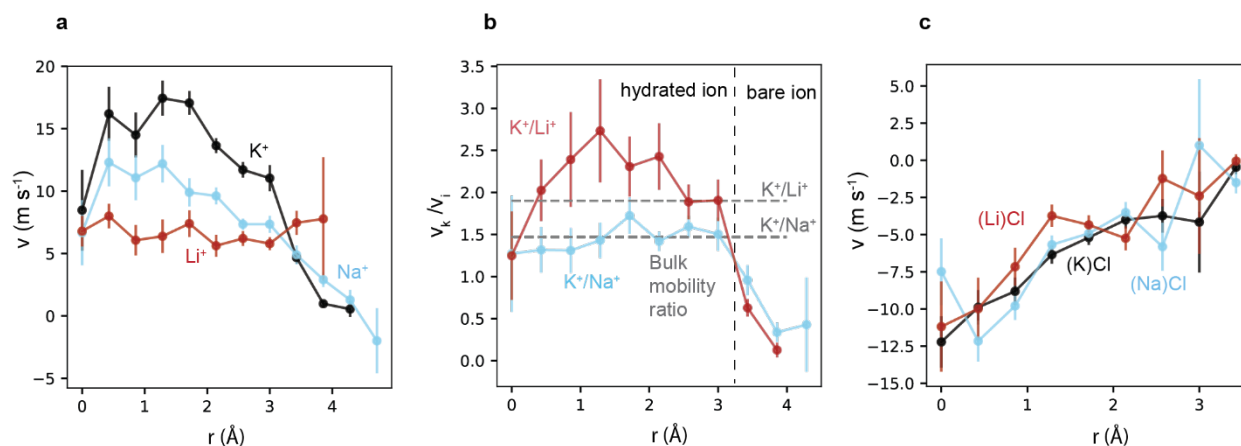 a
20
15
10
5
0
−5
v (m s⁻¹)
K⁺
Li⁺
Na⁺
0
1
2
3
4
r (Å)
b
3.5
3.0
2.5
2.0
1.5
1.0
0.5
0.0
v_k /v_i
hydrated ion
bare ion
K⁺/Li⁺
K⁺/Li⁺
K⁺/Na⁺
K⁺/Na⁺
Bulk
mobility
ratio
0
1
2
3
4
r (Å)
c
5.0
2.5
0.0
−2.5
−5.0
−7.5
−10.0
−12.5
−15.0
v (m s⁻¹)
(Li)Cl
(K)Cl
(Na)Cl
0
1
2
3
r (Å)